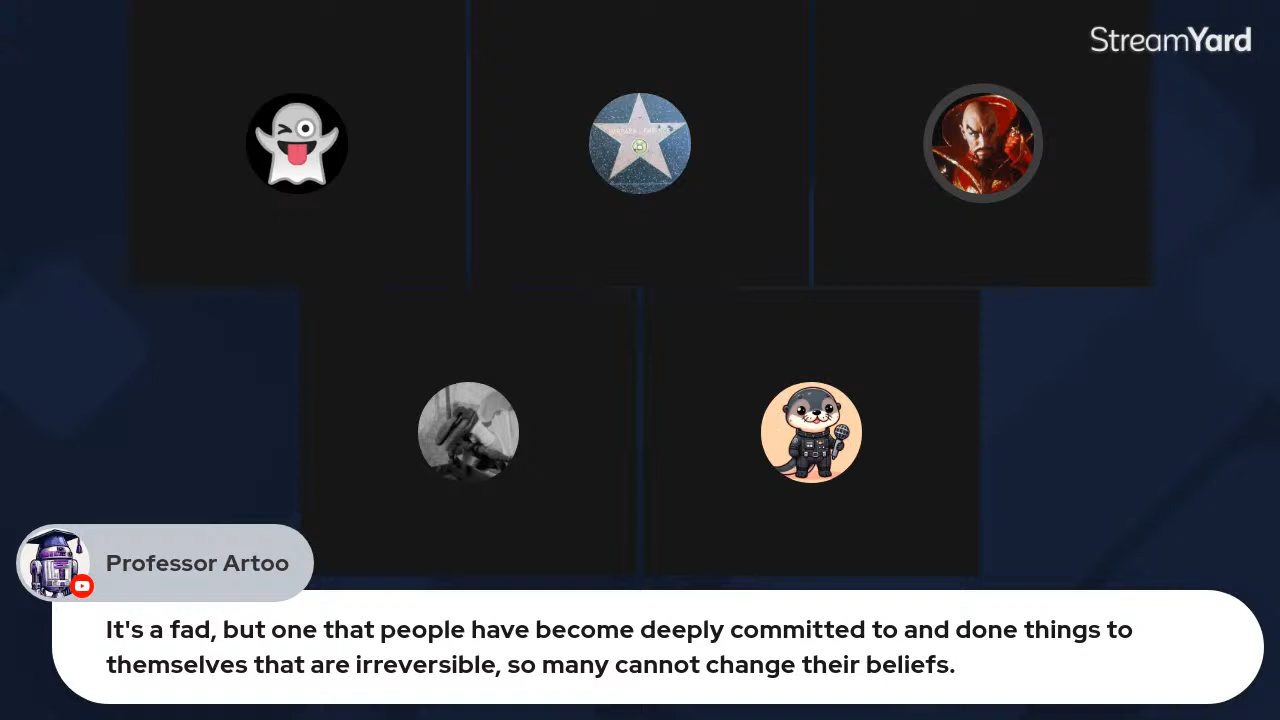 StreamYard
Professor Artoo
It's a fad, but one that people have become deeply committed to and done things to
themselves that are irreversible, so many cannot change their beliefs.